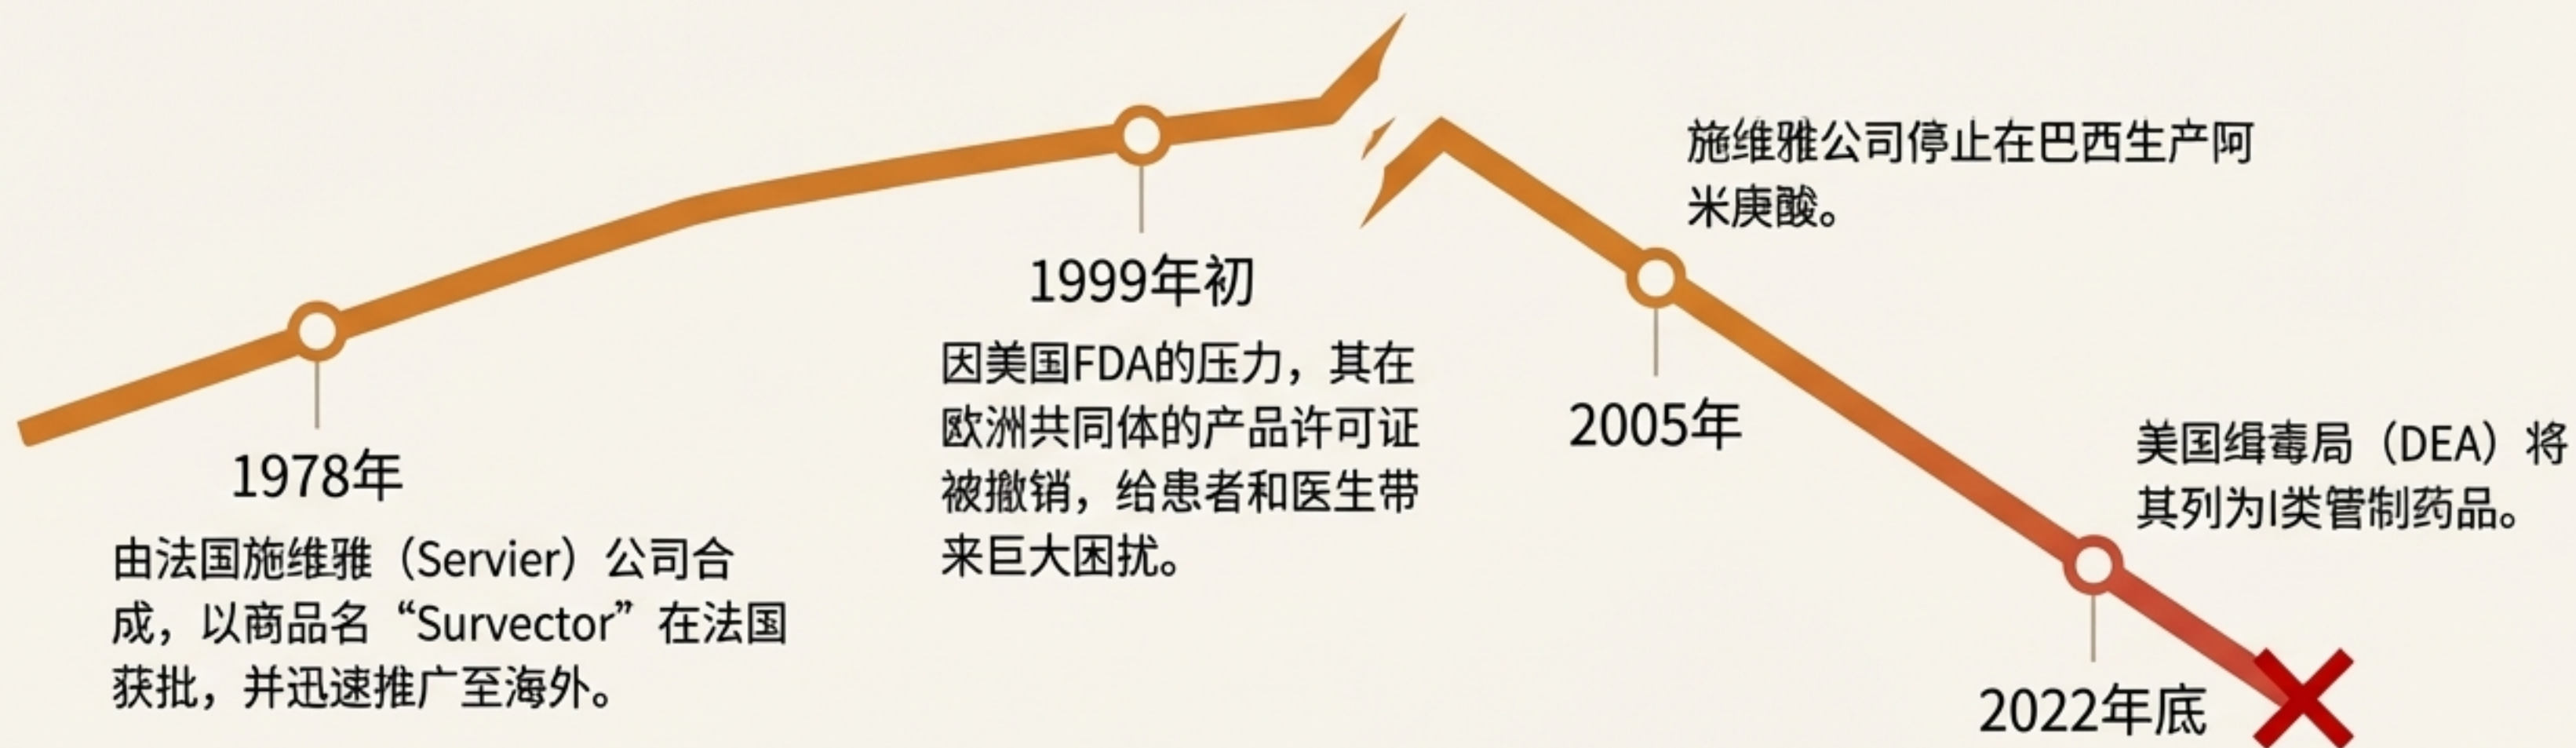 1978年
由法国施维雅（Servier）公司合
成，以商品名“Survector”在法国
获批，并迅速推广至海外。
1999年初
因美国FDA的压力，其在
欧洲共同体的产品许可证
被撤销，给患者和医生带
来巨大困扰。
施维雅公司停止在巴西生产阿
米庚酸。
2005年
美国缉毒局（DEA）将
其列为I类管制药品。
2022年底